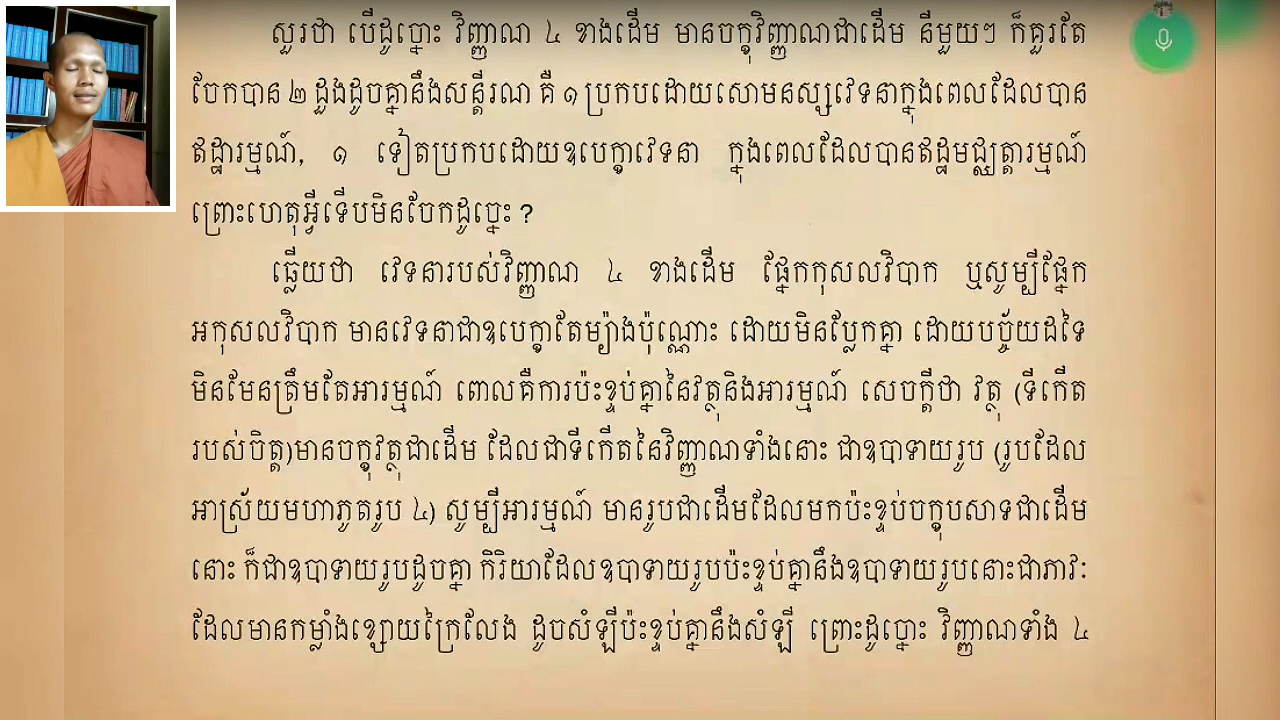 សួរថា បើដូច្នោះ វិញ្ញាណ ៤ ខាងដើម មានចក្ខុវិញ្ញាណជាដើម នីមួយៗ ក៏គួរតែ
ចែកបាន ២ ដួងដូចគ្នានឹងសន្តីរណ គឺ ១ ប្រកបដោយសោមនស្សវេទនាក្នុងពេលដែលបាន
ឥដ្ឋារម្មណ៍, ១ ទៀតប្រកបដោយឧបេក្ខាវេទនា ក្នុងពេលដែលបានឥដ្ឋមជ្ឈត្តារម្មណ៍
ព្រោះហេតុអ្វីទើបមិនចែកដូច្នេះ ?
ឆ្លើយថា វេទនារបស់វិញ្ញាណ ៤ ខាងដើម ផ្នែកកុសលវិបាក ឬសូម្បីផ្នែក
អកុសលវិបាក មានវេទនាជាឧបេក្ខាតែម្យ៉ាងប៉ុណ្ណោះ ដោយមិនប្លែកគ្នា ដោយបច្ច័យដទៃ
មិនមែនត្រឹមតែអារម្មណ៍ ពោលគឺការប៉ះខ្ទប់គ្នានៃវត្ថុនិងអារម្មណ៍ សេចក្តីថា វត្ថុ (ទីកើត
របស់ចិត្ត)មានចក្ខុវត្ថុជាដើម ដែលជាទីកើតនៃវិញ្ញាណទាំងនោះ ជាឧបាទាយរូប (រូបដែល
អាស្រ័យមហាភូតរូប ៤) សូម្បីអារម្មណ៍ មានរូបជាដើមដែលមកប៉ះខ្ទប់ចក្ខុបសាទជាដើម
នោះ ក៏ជាឧបាទាយរូបដូចគ្នា កិរិយាដែលឧបាទាយរូបប៉ះខ្ទប់គ្នានឹងឧបាទាយរូបនោះជាភាវៈ
ដែលមានកម្លាំងខ្សោយក្រៃលែង ដូចសំឡីប៉ះខ្ទប់គ្នានឹងសំឡី ព្រោះដូច្នោះ វិញ្ញាណទាំង ៤